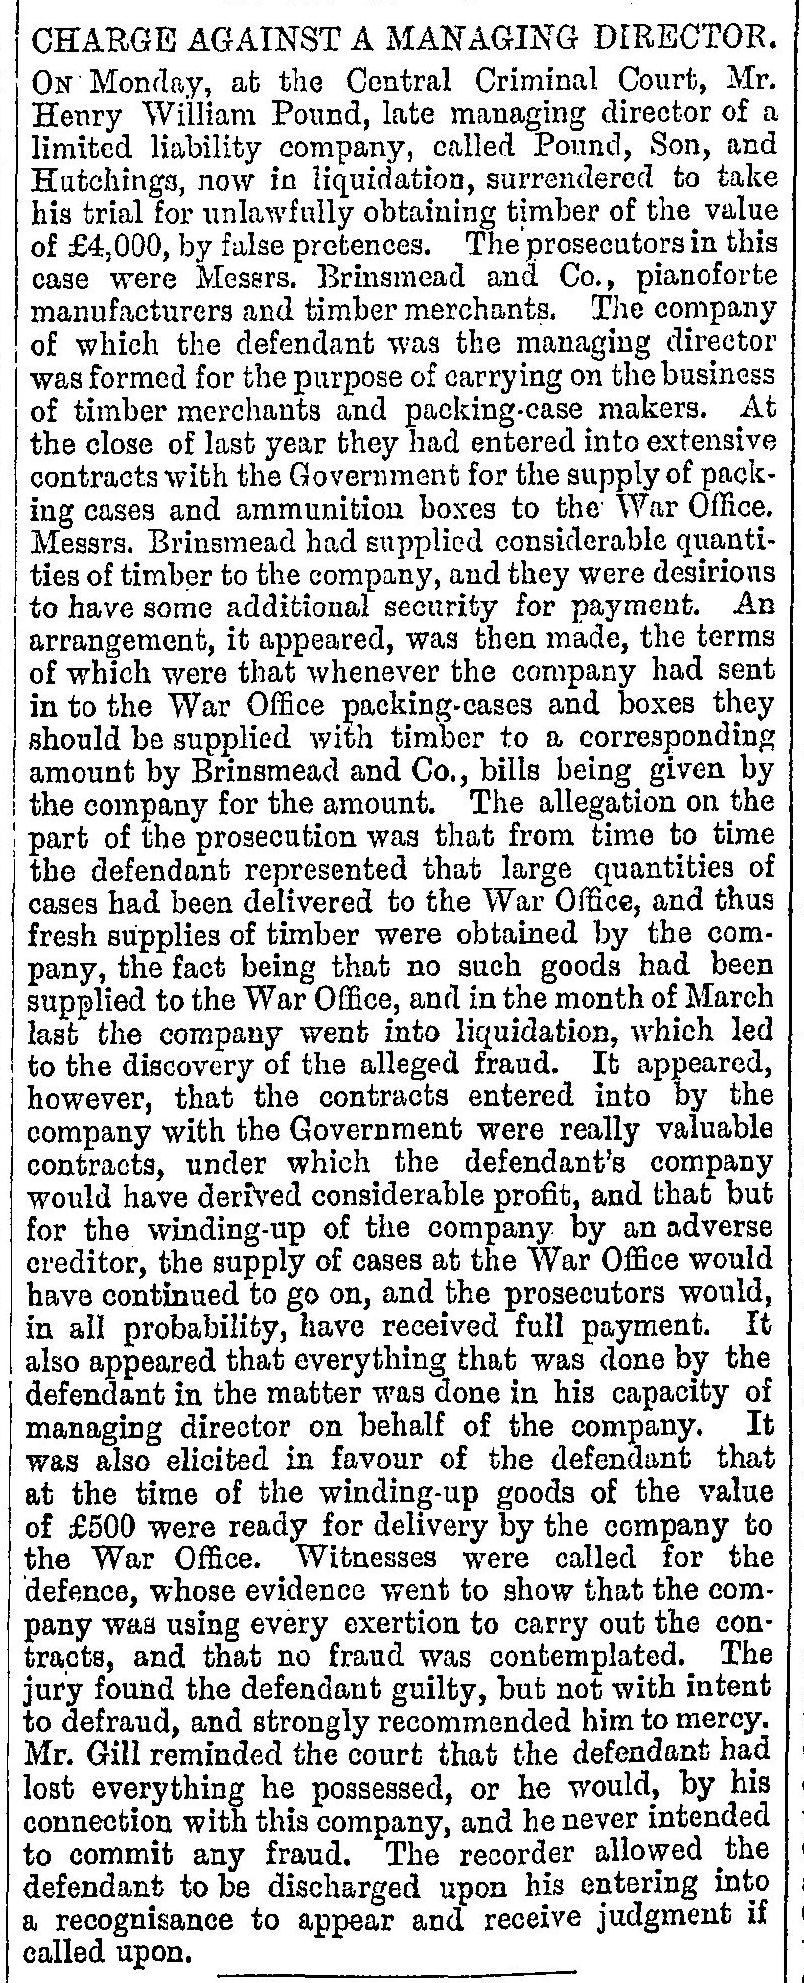 CHARGE AGAINST A MANAGING DIRECTOR.
ON Monday, at the Central Criminal Court, Mr.
Henry William Pound, late managing director of a
limited liability company, called Pound, Son, and
Hutchings, now in liquidation, surrendered to take
his trial for unlawfully obtaining timber of the value
of £4,000, by false pretences. The prosecutors in this
case were Messrs. Brinsmead and Co., pianoforte
manufacturers and timber merchants. The company
of which the defendant was the managing director
was formed for the purpose of carrying on the business
of timber merchants and packing-case makers. At
the close of last year they had entered into extensive
contracts with the Government for the supply of pack-
ing cases and ammunition boxes to the War Office.
Messrs. Brinsmead had supplied considerable quanti-
ties of timber to the company, and they were desirious
to have some additional security for payment. An
arrangement, it appeared, was then made, the terms
of which were that whenever the company had sent
in to the War Office packing-cases and boxes they
should be supplied with timber to a corresponding
amount by Brinsmead and Co., bills being given by
the company for the amount. The allegation on the
part of the prosecution was that from time to time
the defendant represented that large quantities of
cases had been delivered to the War Office, and thus
fresh supplies of timber were obtained by the com-
pany, the fact being that no such goods had been
supplied to the War Office, and in the month of March
last the company went into liquidation, which led
to the discovery of the alleged fraud. It appeared,
however, that the contracts entered into by the
company with the Government were really valuable
contracts, under which the defendant's company
would have derived considerable profit, and that but
for the winding-up of the company by an adverse
creditor, the supply of cases at the War Office would
have continued to go on, and the prosecutors would,
in all probability, have received full payment. It
also appeared that everything that was done by the
defendant in the matter was done in his capacity of
managing director on behalf of the company. It
was also elicited in favour of the defendant that
at the time of the winding-up goods of the value
of £500 were ready for delivery by the company to
the War Office. Witnesses were called for the
defence, whose evidence went to show that the com-
pany was using every exertion to carry out the con-
tracts, and that no fraud was contemplated. The
jury found the defendant guilty, but not with intent
to defraud, and strongly recommended him to mercy.
Mr. Gill reminded the court that the defendant had
lost everything he possessed, or he would, by his
connection with this company, and he never intended
to commit any fraud. The recorder allowed the
defendant to be discharged upon his entering into
a recognisance to appear and receive judgment if
called upon.